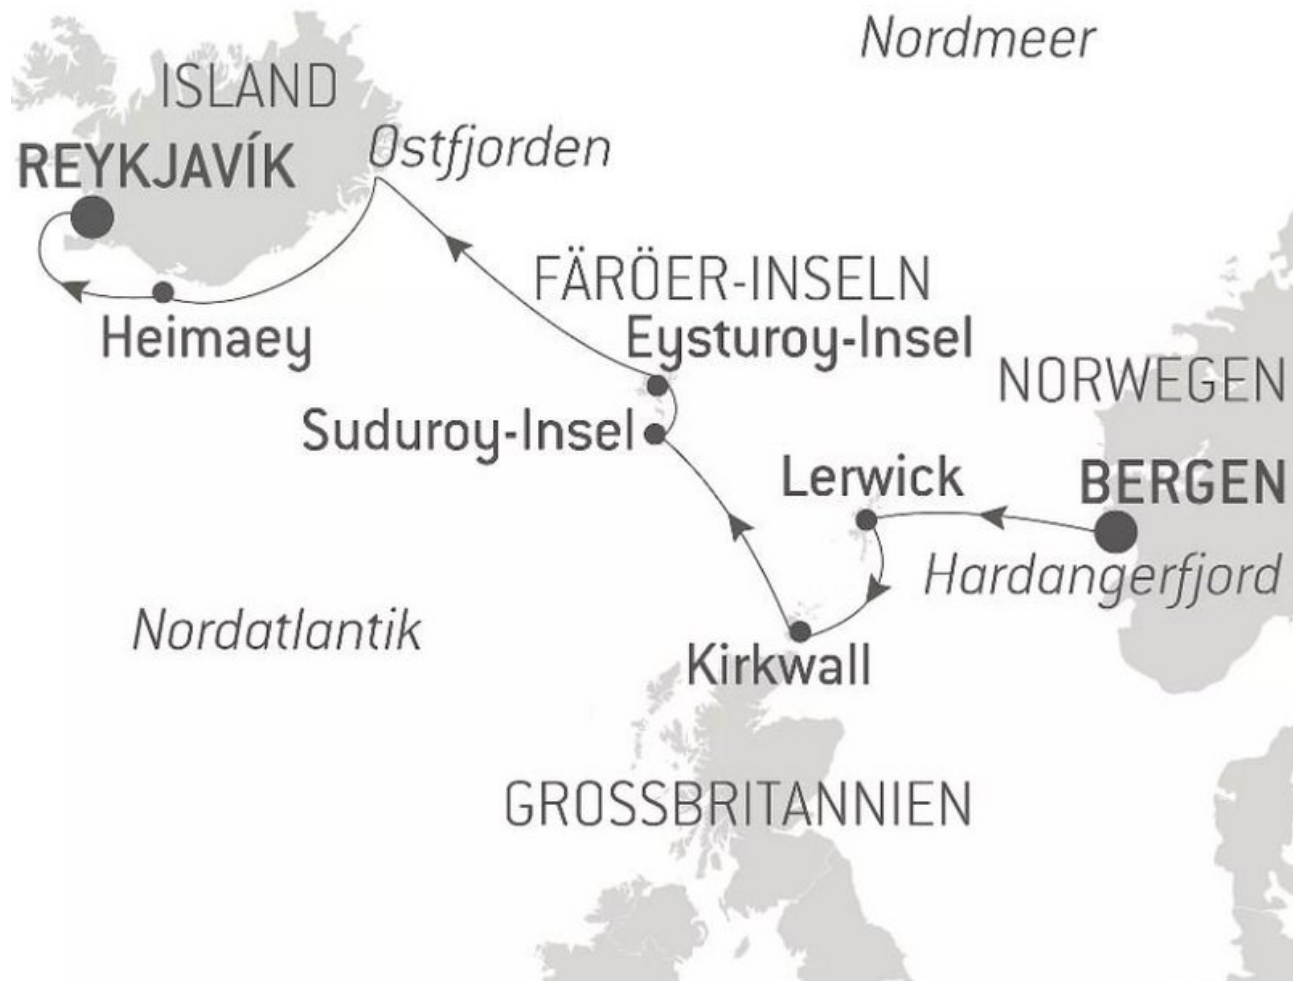 Nordmeer
ISLAND
Ostfjorden
REYKJAVÍK
FÄRÖER-INSELN
Eysturoy-Insel
Heimaey
NORWEGEN
Suduroy-Insel
Lerwick
BERGEN
Hardangerfjord
Nordatlantik
Kirkwall
GROSSBRITANNIEN